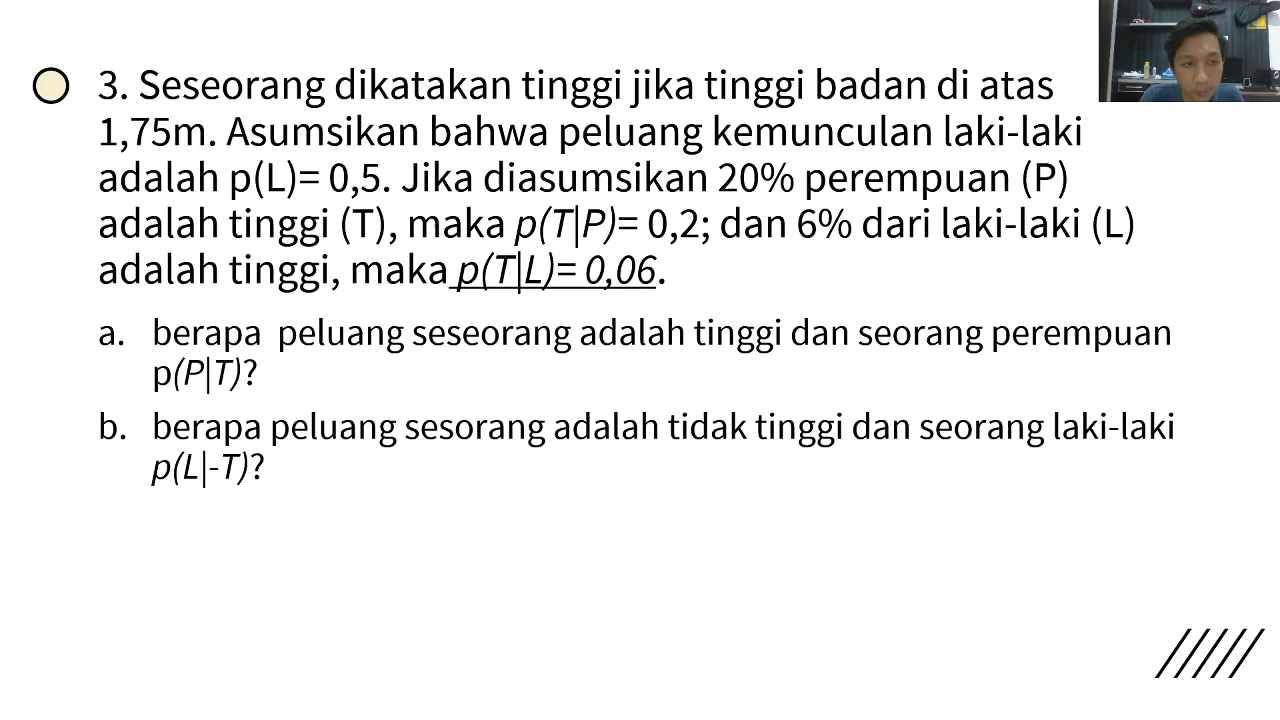 3. Seseorang dikatakan tinggi jika tinggi badan di atas
1,75m. Asumsikan bahwa peluang kemunculan laki-laki
adalah p(L)= 0,5. Jika diasumsikan 20% perempuan (P)
adalah tinggi (T), maka p(T|P)= 0,2; dan 6% dari laki-laki (L)
adalah tinggi, maka p(T|L)= 0,06.
a. berapa  peluang seseorang adalah tinggi dan seorang perempuan
p(P|T)?
b. berapa peluang sesorang adalah tidak tinggi dan seorang laki-laki
p(L|-T)?